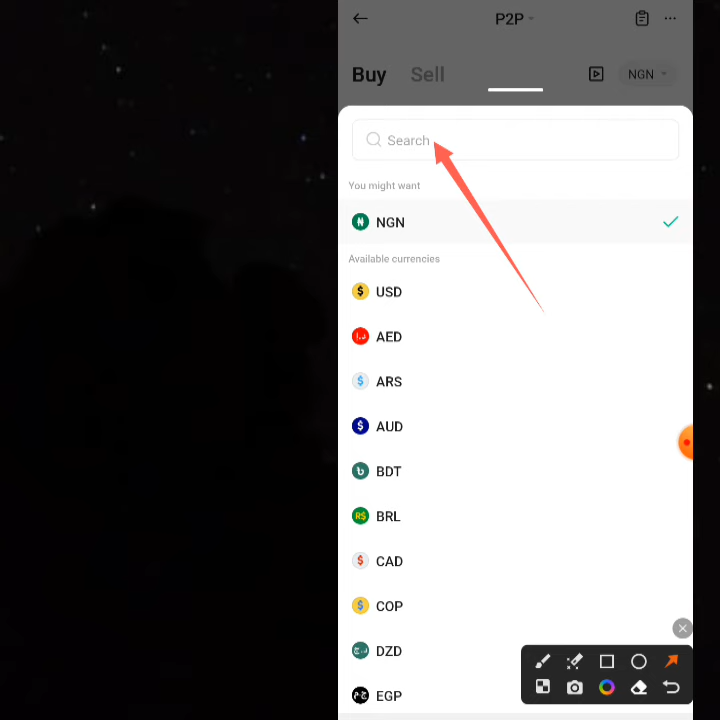 P2P
Buy Sell NGN
Search
You might want
NGN
Available currencies
USD
AED
ARS
AUD
BDT
BRL
CAD
COP
DZD
EGP